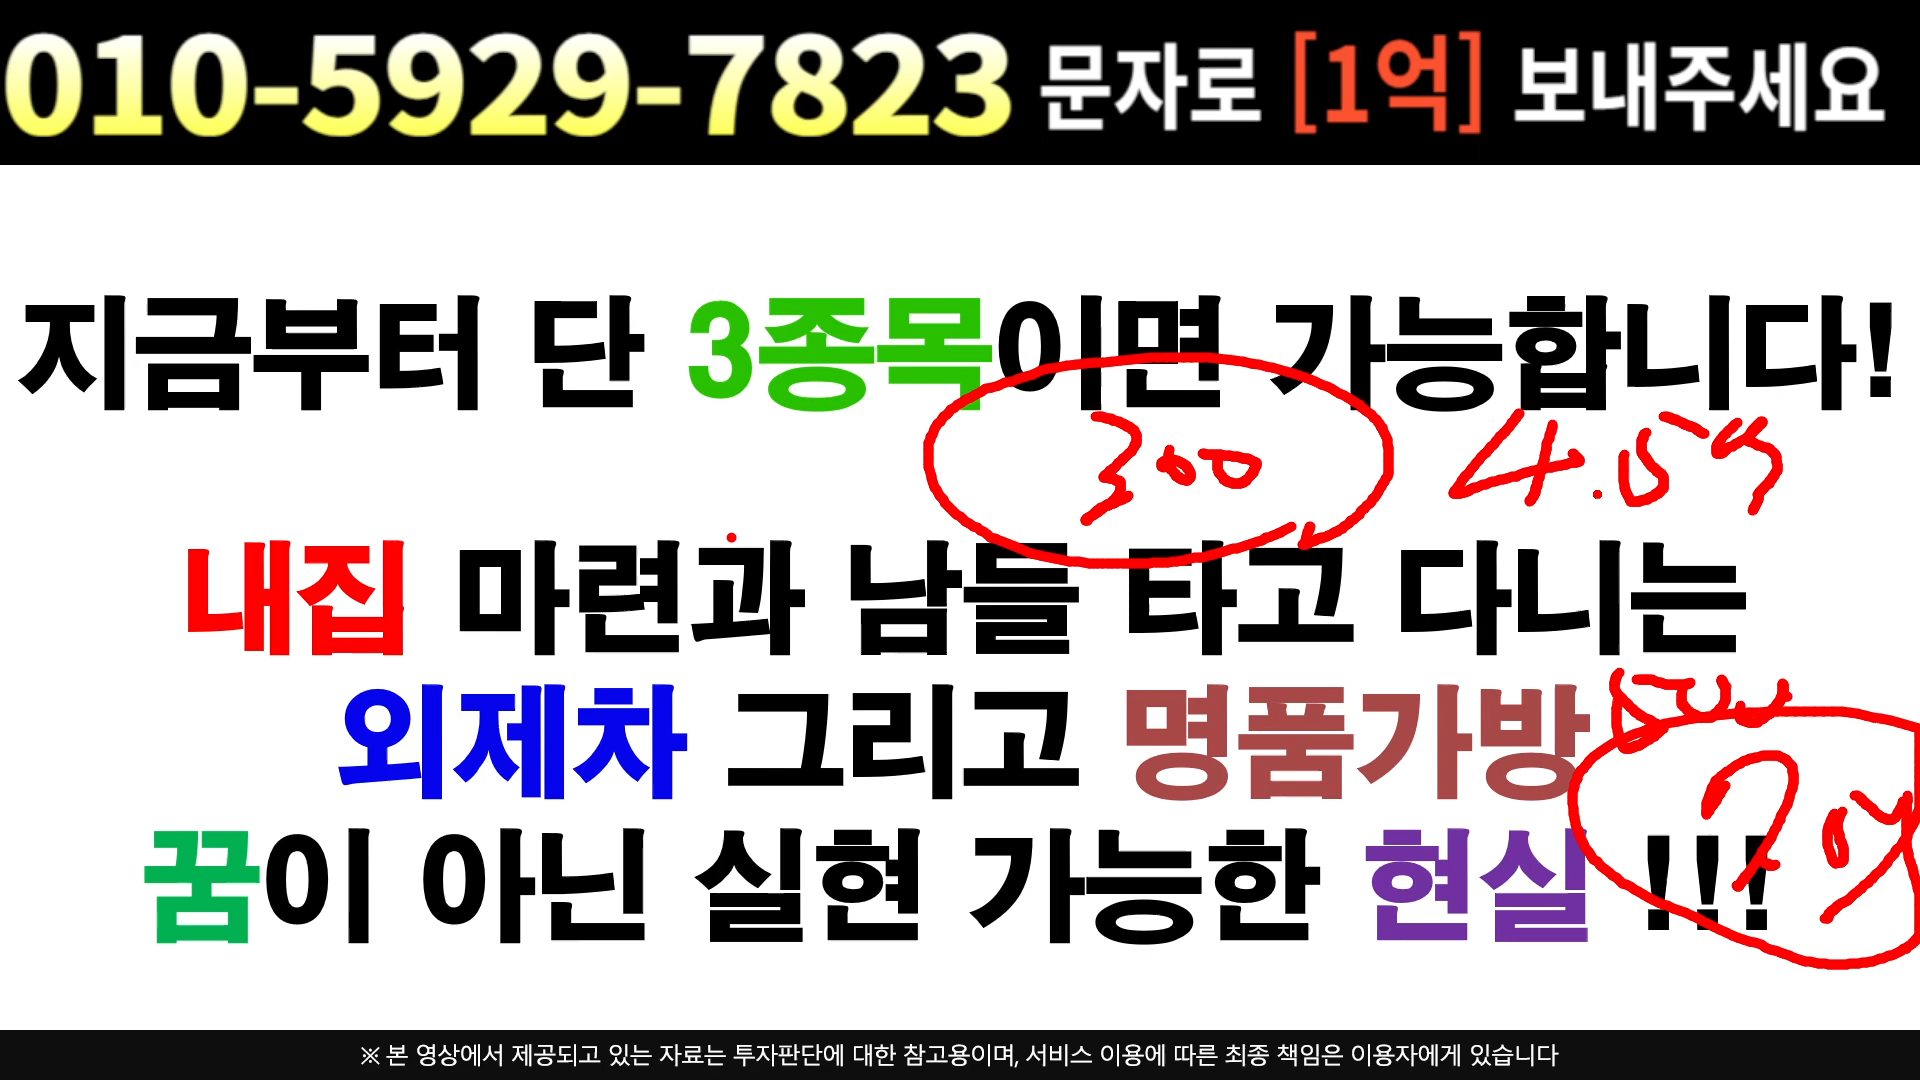 010-5929-7823 문자로 [1억] 보내주세요
지금부터 단 3종목이면 가능합니다!
300
4.5억
내집 마련과 남들 타고 다니는
외제차 그리고 명품가방
500
꿈이 아닌 실현 가능한 현실 !!!
※ 본 영상에서 제공되고 있는 자료는 투자판단에 대한 참고용이며, 서비스 이용에 따른 최종 책임은 이용자에게 있습니다